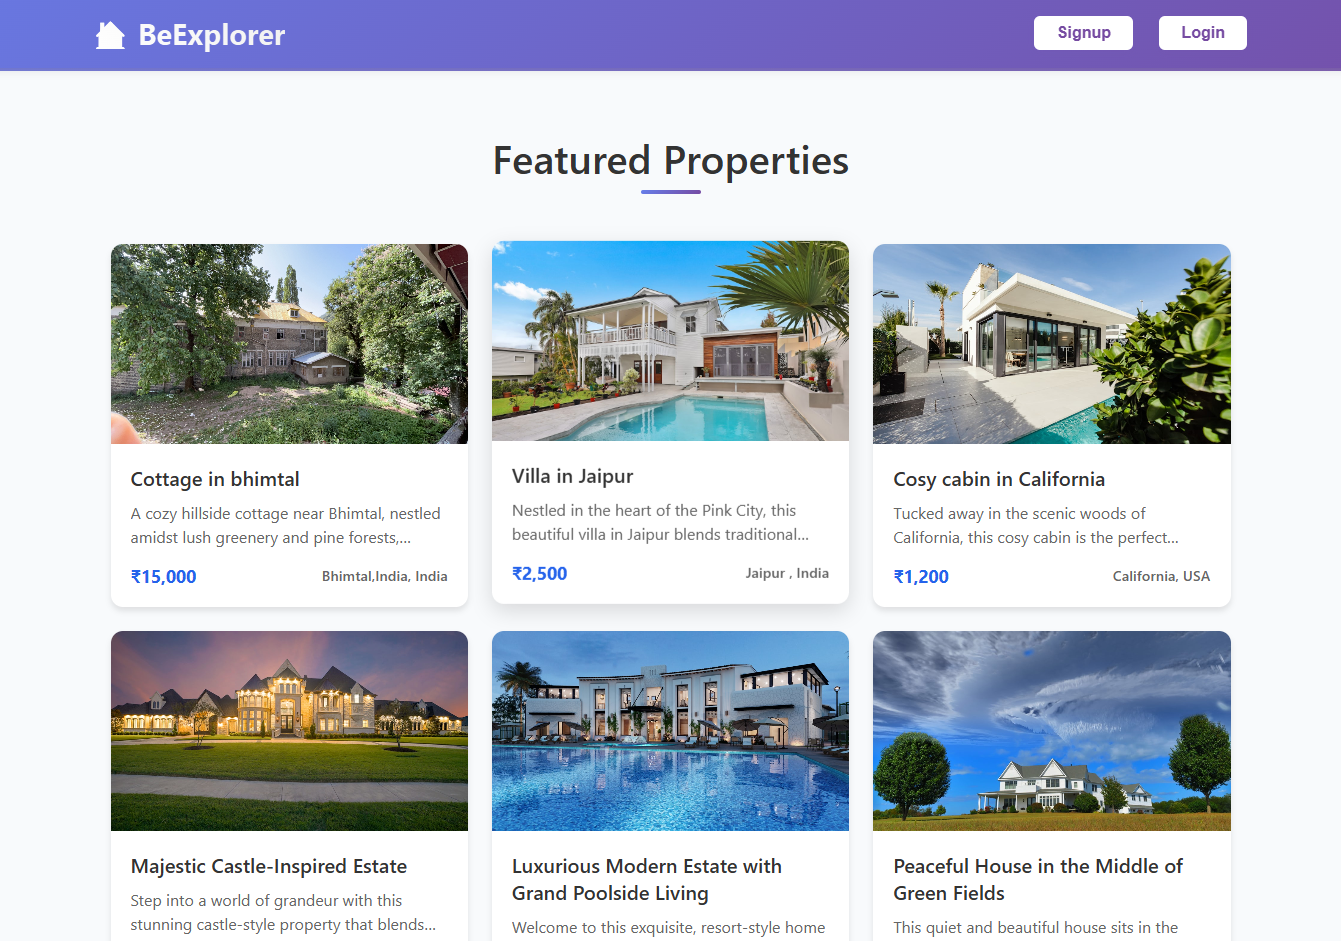 BeExplorer
Signup
Login
Featured Properties
Cottage in bhimtal
A cozy hillside cottage near Bhimtal, nestled
amidst lush greenery and pine forests,...
₹15,000
Bhimtal,India, India
Villa in Jaipur
Nestled in the heart of the Pink City, this
beautiful villa in Jaipur blends traditional...
₹2,500
Jaipur , India
Cosy cabin in California
Tucked away in the scenic woods of
California, this cosy cabin is the perfect...
₹1,200
California, USA
Majestic Castle-Inspired Estate
Step into a world of grandeur with this
stunning castle-style property that blends...
Luxurious Modern Estate with
Grand Poolside Living
Welcome to this exquisite, resort-style home
Peaceful House in the Middle of
Green Fields
This quiet and beautiful house sits in the